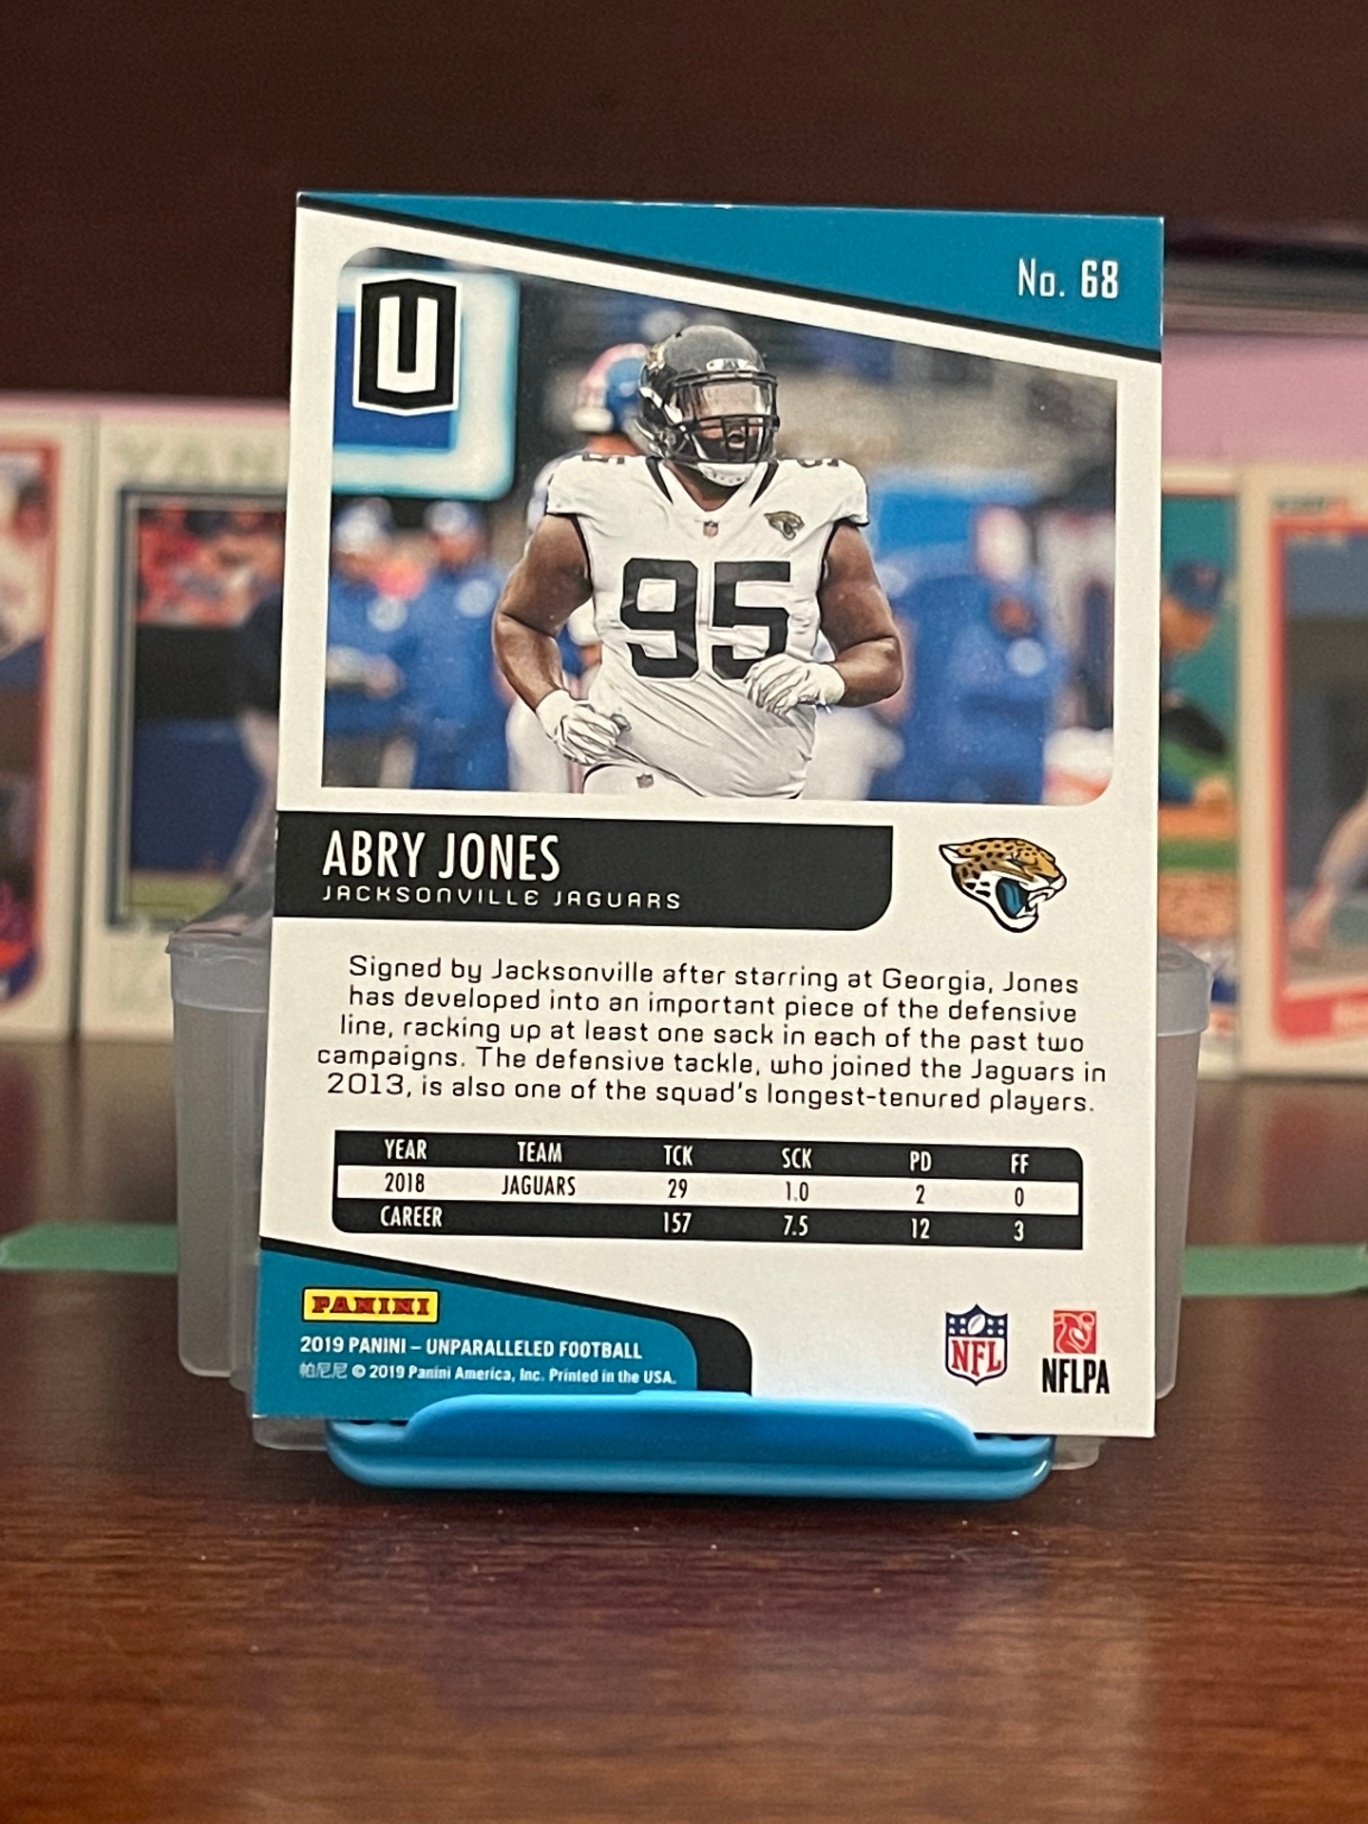 No. 68
U
95
95
ABRY JONES
JACKSONVILLE JAGUARS
Signed by Jacksonville after starring at Georgia, Jones
has developed into an important piece of the defensive
line, racking up at least one sack in each of the past two
campaigns. The defensive tackle, who joined the Jaguars in
2013, is also one of the squad's longest-tenured players.
YEAR TEAM TCK SCK PD FF
2018 JAGUARS 29 1.0 2 0
CAREER 157 7.5 12 3
PANINI
2019 PANINI – UNPARALLELED FOOTBALL
帕尼尼 © 2019 Panini America, Inc. Printed in the USA.
NFL
NFLPA